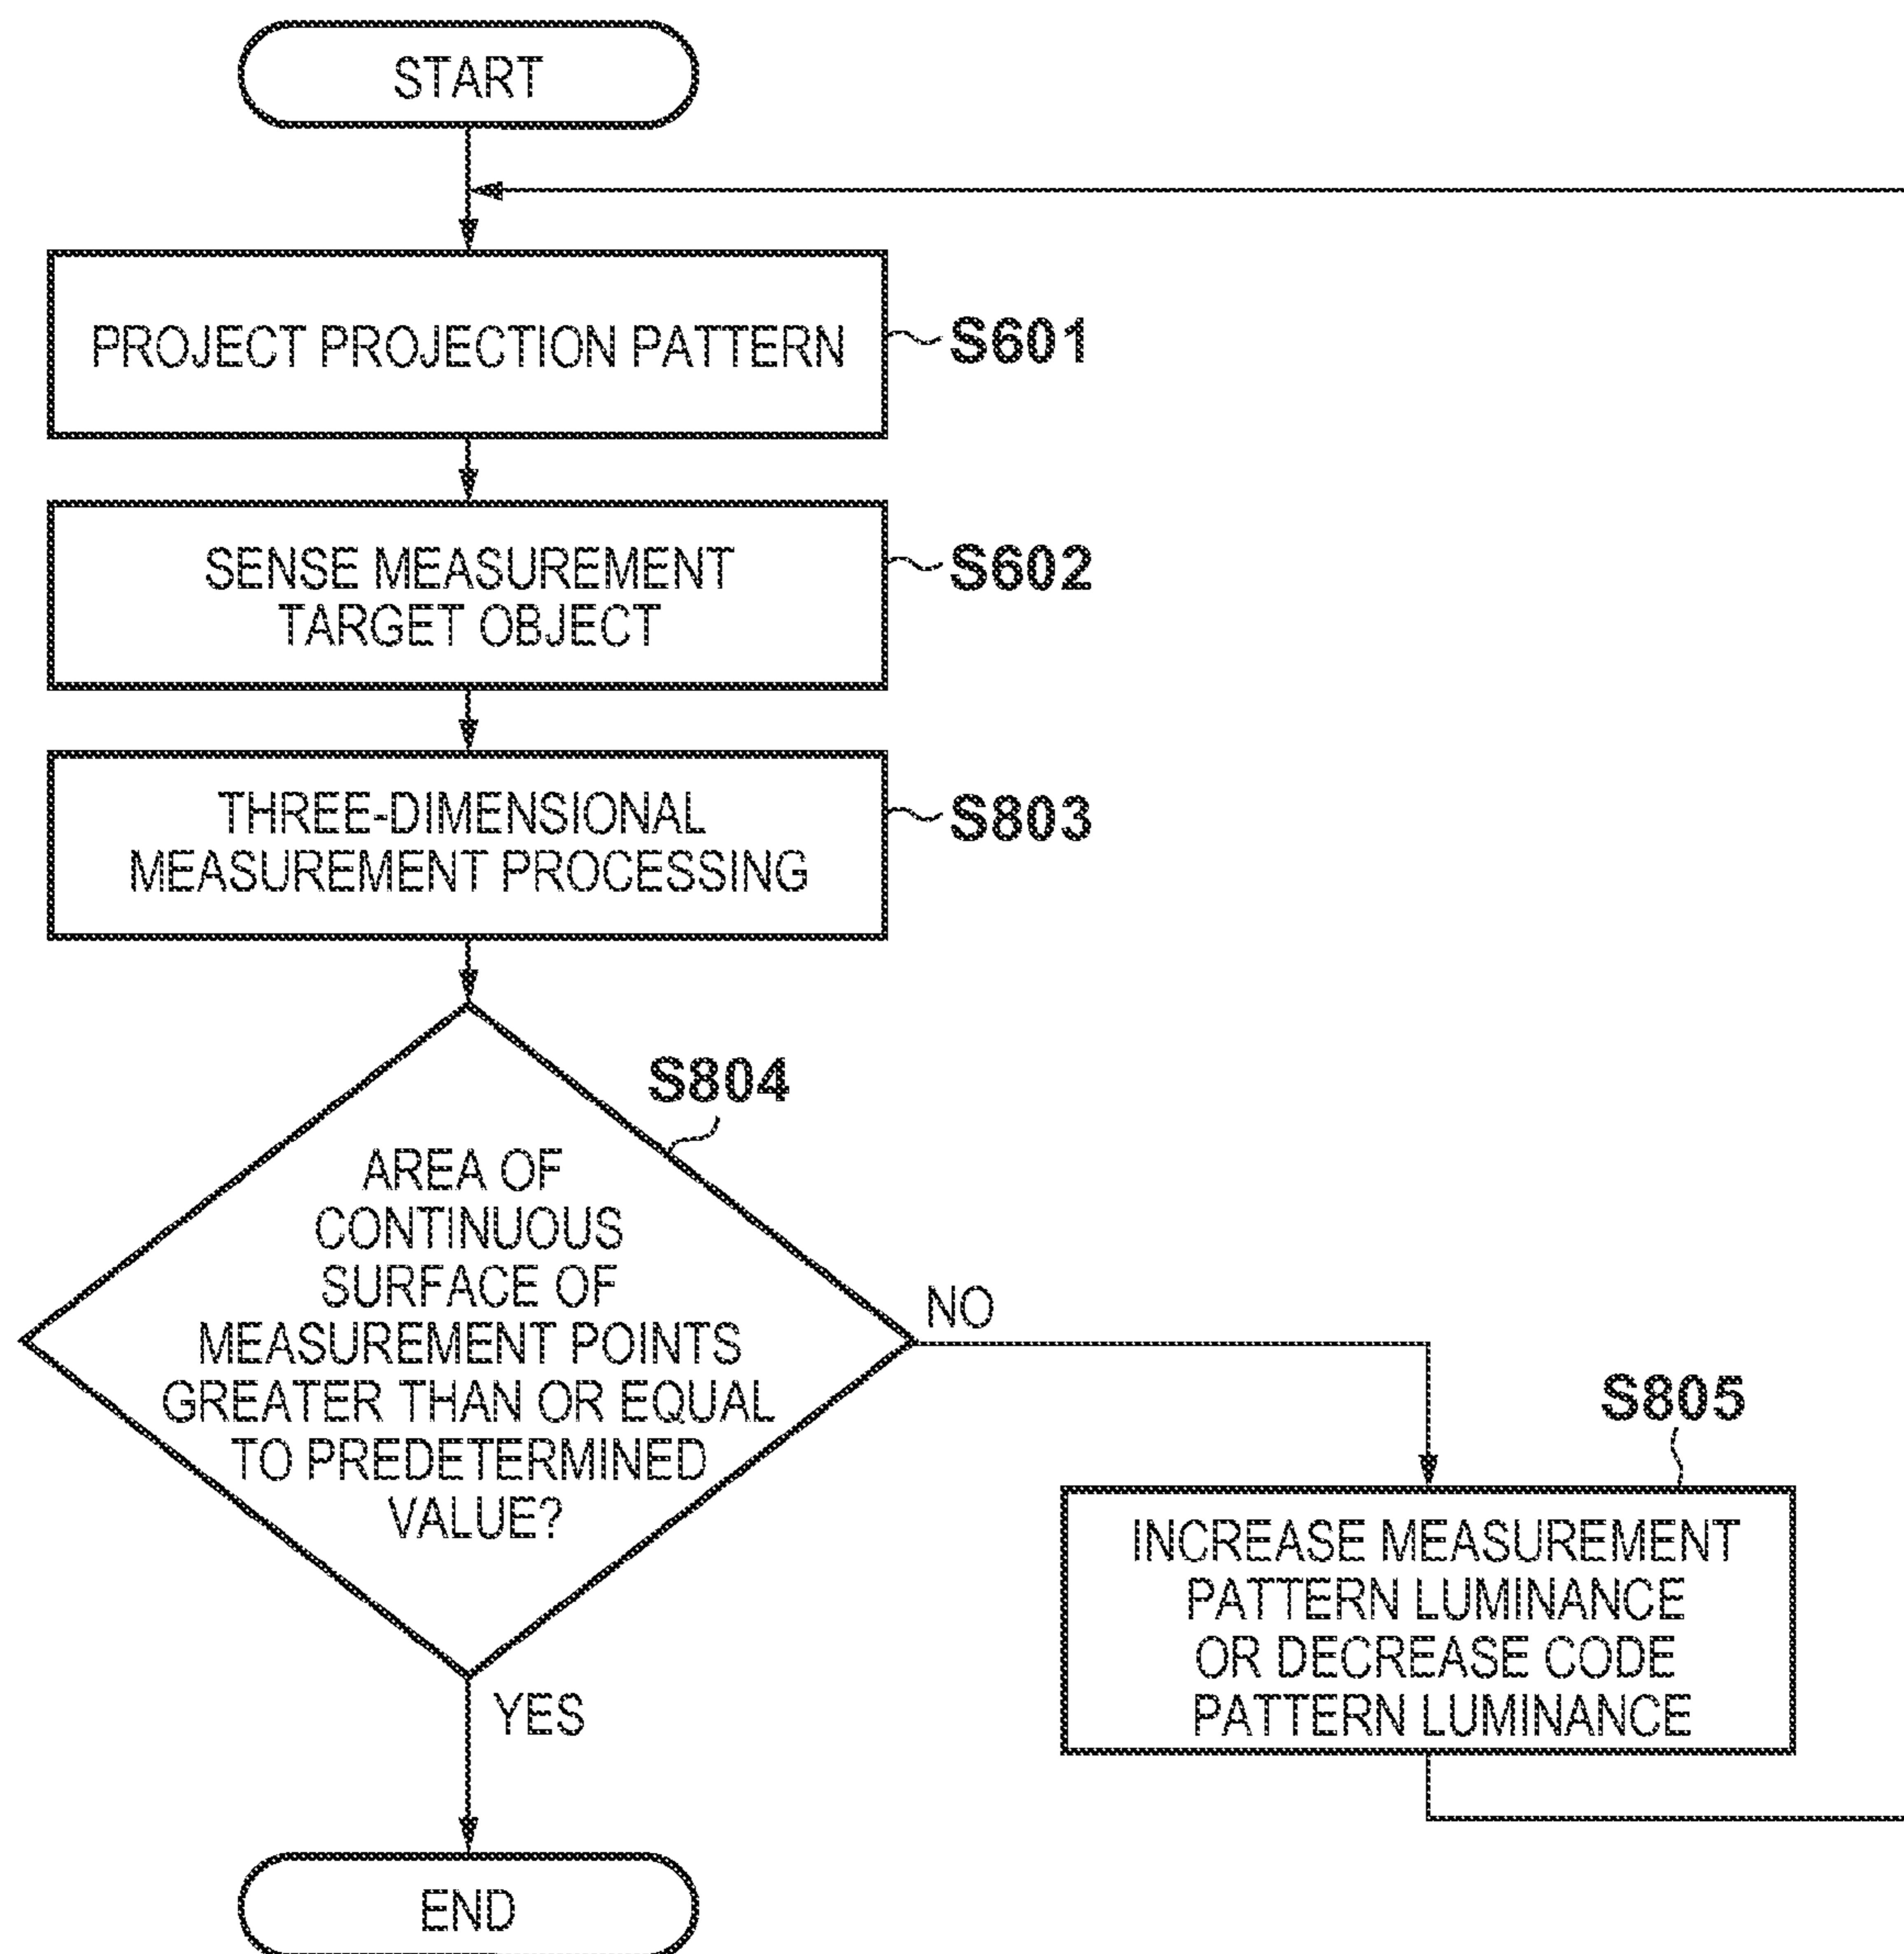 START
PROJECT PROJECTION PATTERN
S601
SENSE MEASUREMENT
TARGET OBJECT
S602
THREE-DIMENSIONAL
MEASUREMENT PROCESSING
S803
S804
AREA OF
CONTINUOUS
SURFACE OF
MEASUREMENT POINTS
GREATER THAN OR EQUAL
TO PREDETERMINED
VALUE?
NO
S805
INCREASE MEASUREMENT
PATTERN LUMINANCE
OR DECREASE CODE
PATTERN LUMINANCE
YES
END